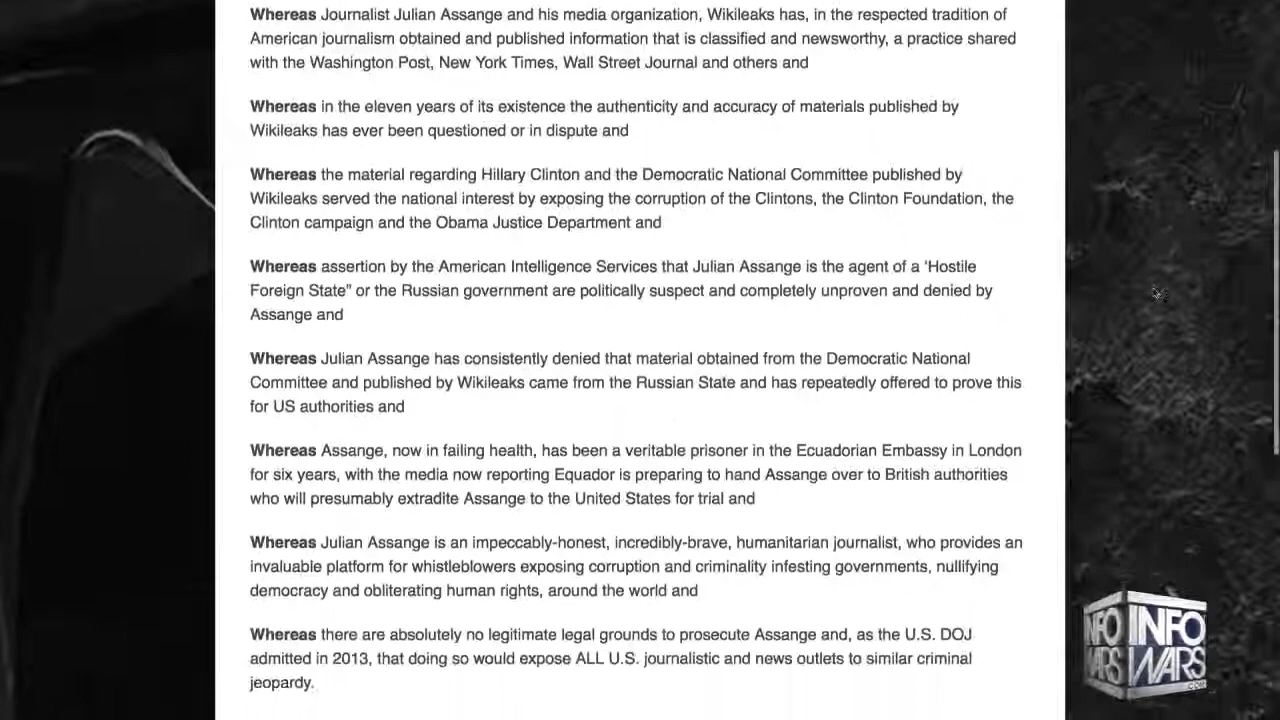 Whereas Journalist Julian Assange and his media organization, Wikileaks has, in the respected tradition of
American journalism obtained and published information that is classified and newsworthy, a practice shared
with the Washington Post, New York Times, Wall Street Journal and others and
Whereas in the eleven years of its existence the authenticity and accuracy of materials published by
Wikileaks has ever been questioned or in dispute and
Whereas the material regarding Hillary Clinton and the Democratic National Committee published by
Wikileaks served the national interest by exposing the corruption of the Clintons, the Clinton Foundation, the
Clinton campaign and the Obama Justice Department and
Whereas assertion by the American Intelligence Services that Julian Assange is the agent of a ‘Hostile
Foreign State” or the Russian government are politically suspect and completely unproven and denied by
Assange and
Whereas Julian Assange has consistently denied that material obtained from the Democratic National
Committee and published by Wikileaks came from the Russian State and has repeatedly offered to prove this
for US authorities and
Whereas Assange, now in failing health, has been a veritable prisoner in the Ecuadorian Embassy in London
for six years, with the media now reporting Equador is preparing to hand Assange over to British authorities
who will presumably extradite Assange to the United States for trial and
Whereas Julian Assange is an impeccably-honest, incredibly-brave, humanitarian journalist, who provides an
invaluable platform for whistleblowers exposing corruption and criminality infesting governments, nullifying
democracy and obliterating human rights, around the world and
Whereas there are absolutely no legitimate legal grounds to prosecute Assange and, as the U.S. DOJ
admitted in 2013, that doing so would expose ALL U.S. journalistic and news outlets to similar criminal
jeopardy.
INFO INFO
WARS WARS
.COM